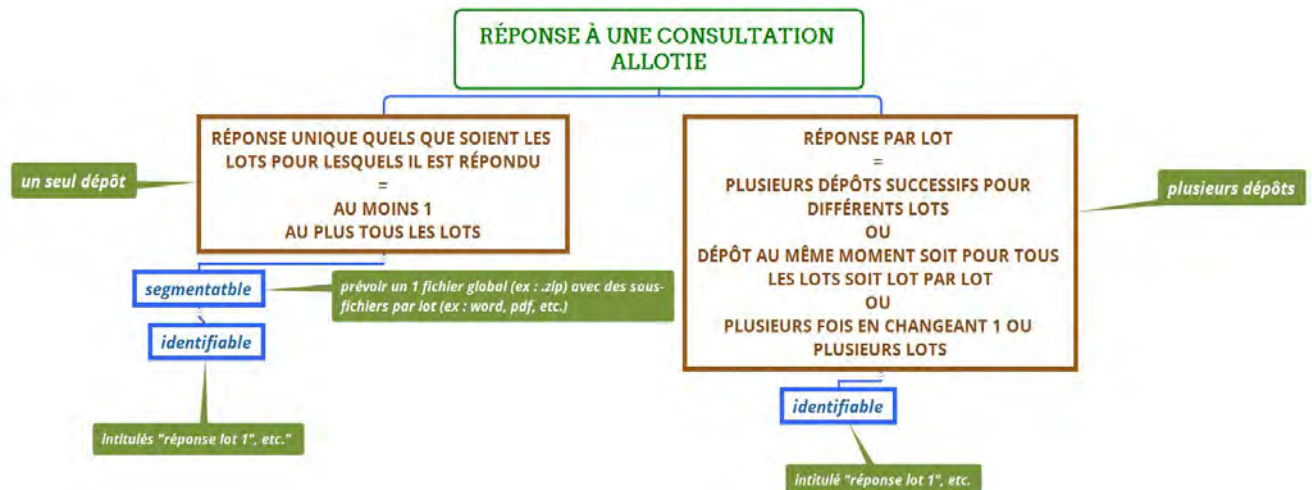 RÉPONSE À UNE CONSULTATION
ALLOTIE
RÉPONSE UNIQUE QUELS QUE SOIENT LES
LOTS POUR LESQUELS IL EST RÉPONDU
=
AU MOINS 1
AU PLUS TOUS LES LOTS
un seul dépôt
segmentatble
prévoir un 1 fichier global (ex : .zip) avec des sous-
fichiers par lot (ex : word, pdf, etc.)
identifiable
intitulés "réponse lot 1", etc."
RÉPONSE PAR LOT
=
PLUSIEURS DÉPÔTS SUCCESSIFS POUR
DIFFÉRENTS LOTS
OU
DÉPÔT AU MÊME MOMENT SOIT POUR TOUS
LES LOTS SOIT LOT PAR LOT
OU
PLUSIEURS FOIS EN CHANGEANT 1 OU
PLUSIEURS LOTS
plusieurs dépôts
identifiable
intitulé "réponse lot 1", etc.